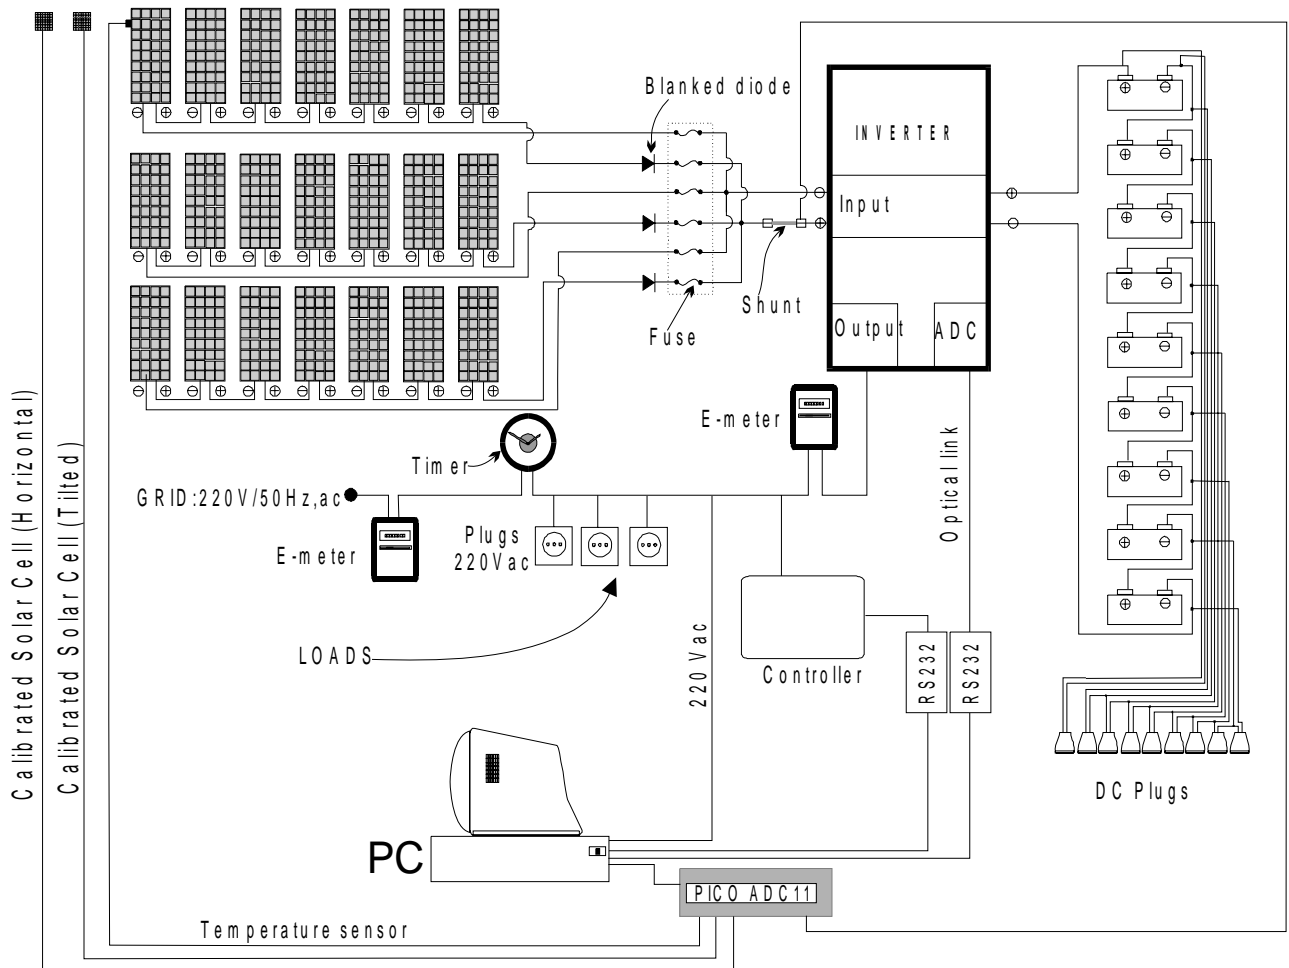 Blanked diode
INVERTER
Input
Shunt
Fuse
Output
ADC
E-meter
Timer
GRID:220V/50Hz,ac
E-meter
Plugs
220Vac
LOADS
Optical link
220 Vac
Controller
RS232
RS232
DC Plugs
Calibrated Solar Cell (Horizontal)
Calibrated Solar Cell (Tilted)
PC
PICO ADC11
Temperature sensor